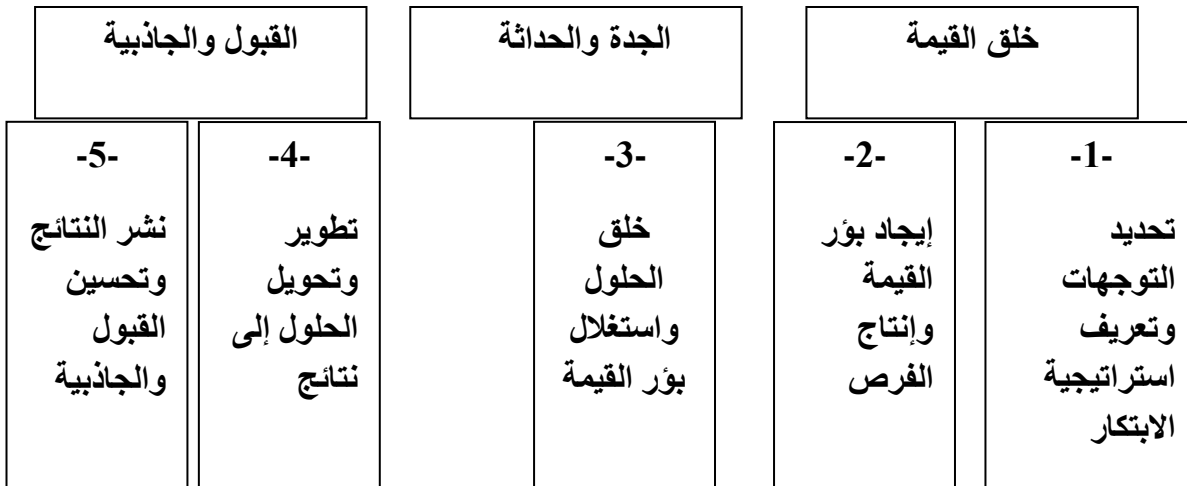 خلق القيمة
الجدة والحداثة
القبول والجاذبية
-1-
تحديد
التوجهات
وتعريف
استراتيجية
الابتكار
-2-
إيجاد بؤر
القيمة
وإنتاج
الفرص
-3-
خلق
الحلول
واستغلال
بؤر القيمة
-4-
تطوير
وتحويل
الحلول إلى
نتائج
-5-
نشر النتائج
وتحسين
القبول
والجاذبية